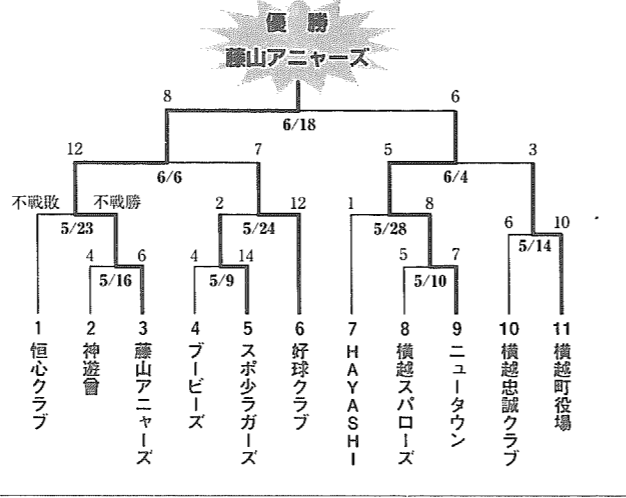 優勝
藤山アニャーズ
8
6
6/18
12
7
5
3
6/6
6/4
不戦敗
不戦勝
2
12
1
8
6
10
5/23
5/24
5/28
5/14
4
6
4
14
5
7
5/16
5/9
5/10
1
恒心クラブ
2
神遊會
3
藤山アニャーズ
4
ブービーズ
5
スポ少ラガーズ
6
好球クラブ
7
HAYASHI
8
横越スパローズ
9
ニュータウン
10
横越忠誠クラブ
11
横越町役場